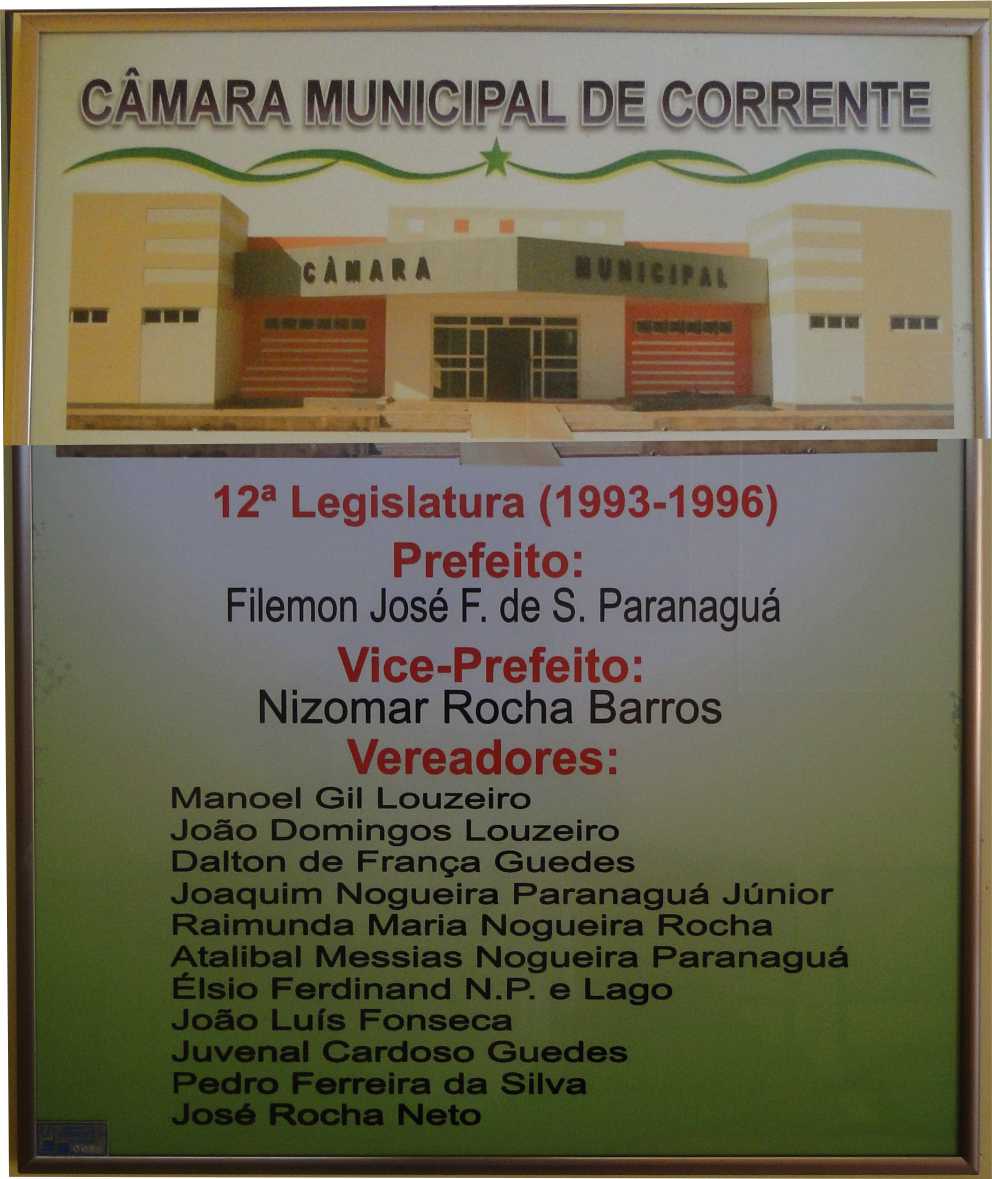 CÂMARA MUNICIPAL DE CORRENTE
CÂMARA MUNICIPAL
12ª Legislatura (1993-1996)
Prefeito:
Filemon José F. de S. Paranaguá
Vice-Prefeito:
Nizomar Rocha Barros
Vereadores:
Manoel Gil Louzeiro
João Domingos Louzeiro
Dalton de França Guedes
Joaquim Nogueira Paranaguá Júnior
Raimunda Maria Nogueira Rocha
Atalibal Messias Nogueira Paranaguá
Élsio Ferdinand N.P. e Lago
João Luís Fonseca
Juvenal Cardoso Guedes
Pedro Ferreira da Silva
José Rocha Neto